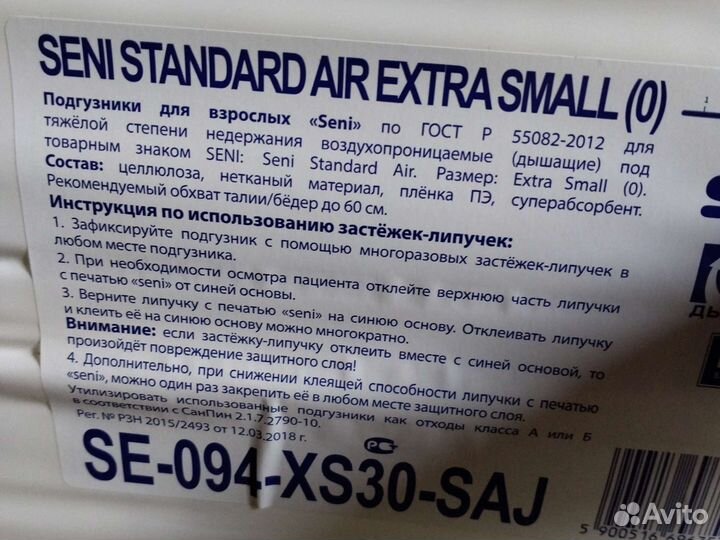 SENI STANDARD AIR EXTRA SMALL (0)
Подгузники для взрослых «Seni» по ГОСТ Р 55082-2012 для
тяжёлой степени недержания воздухопроницаемые (дышащие) под
товарным знаком SENI: Seni Standard Air. Размер: Extra Small (0).
Состав: целлюлоза, нетканый материал, плёнка ПЭ, суперабсорбент.
Рекомендуемый обхват талии/бёдер до 60 см.
Инструкция по использованию застёжек-липучек:
1. Зафиксируйте подгузник с помощью многоразовых застёжек-липучек в
любом месте подгузника.
2. При необходимости осмотра пациента отклейте верхнюю часть липучки
с печатью «seni» от синей основы.
3. Верните липучку с печатью «seni» на синюю основу. Отклеивать липучку
и клеить её на синюю основу можно многократно.
Внимание: если застёжку-липучку отклеить вместе с синей основой, то
произойдёт повреждение защитного слоя!
4. Дополнительно, при снижении клеящей способности липучки с печатью
«seni», можно один раз закрепить её в любом месте защитного слоя.
Утилизировать использованные подгузники как отходы класса А или Б
в соответствии с СанПин 2.1.7.2790-10.
Рег. № РЗН 2015/2493 от 12.03.2018 г.
SE-094-XS30-SAJ
Avito